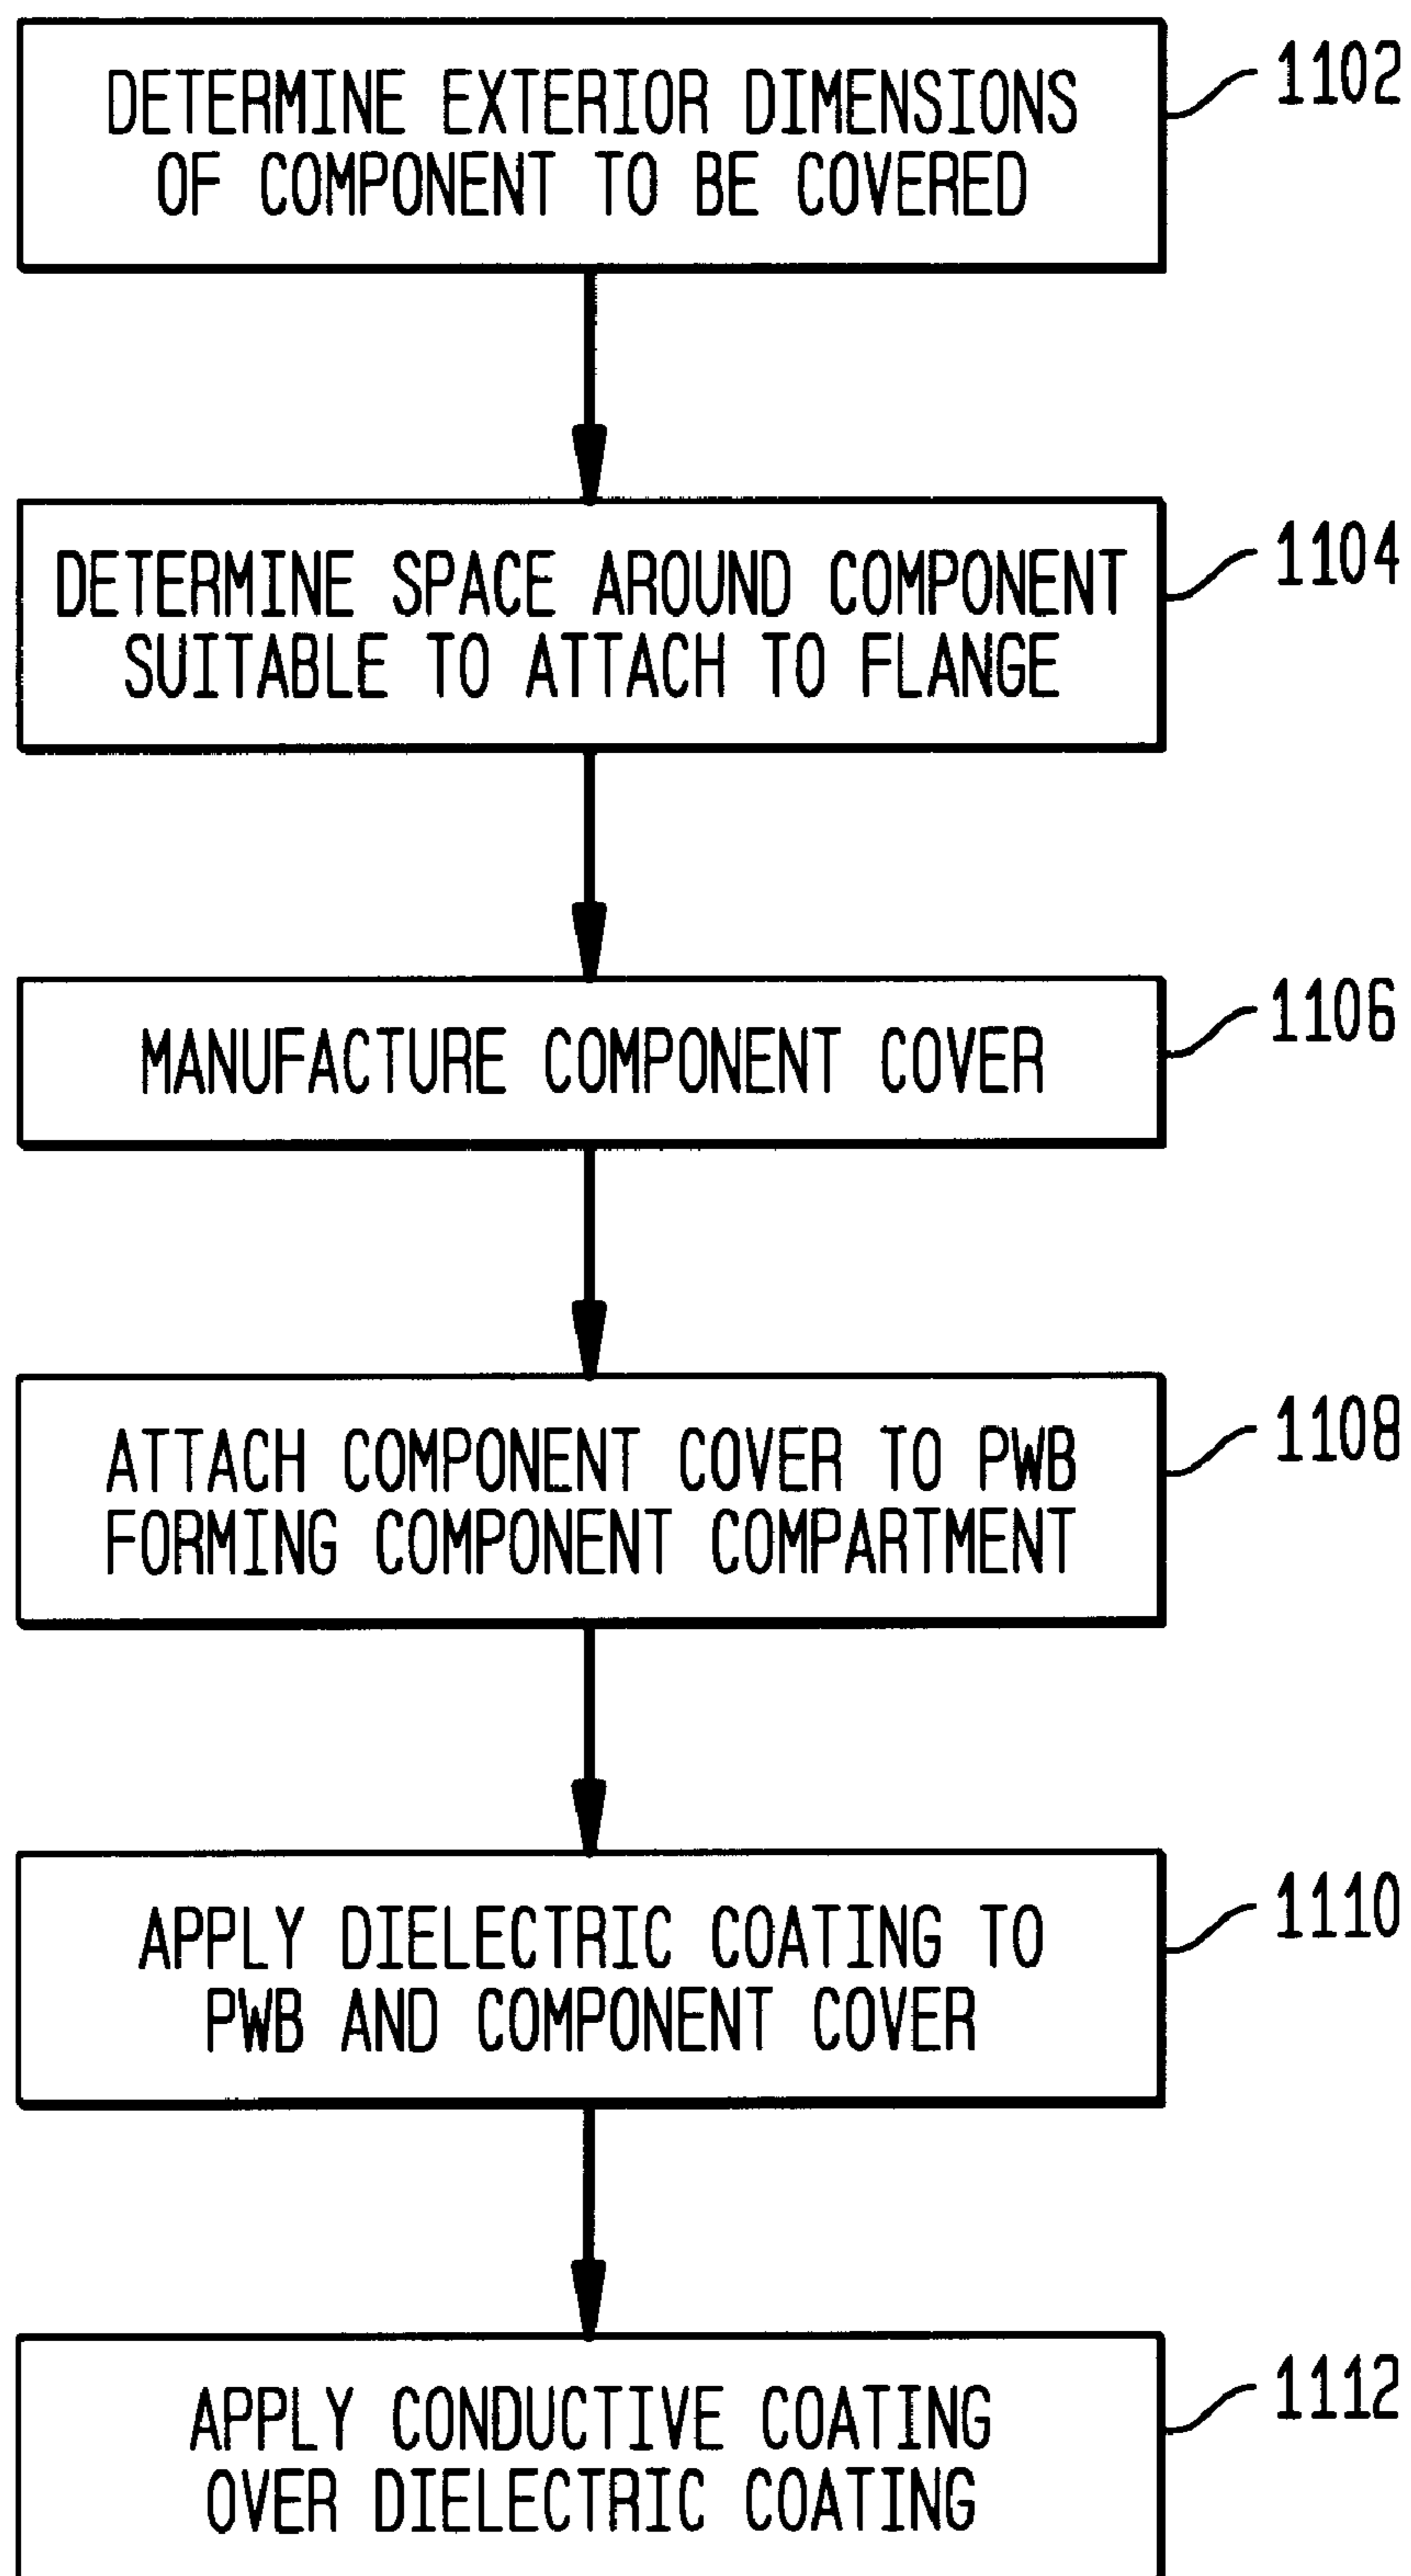 DETERMINE EXTERIOR DIMENSIONS
OF COMPONENT TO BE COVERED
1102
DETERMINE SPACE AROUND COMPONENT
SUITABLE TO ATTACH TO FLANGE
1104
MANUFACTURE COMPONENT COVER
1106
ATTACH COMPONENT COVER TO PWB
FORMING COMPONENT COMPARTMENT
1108
APPLY DIELECTRIC COATING TO
PWB AND COMPONENT COVER
1110
APPLY CONDUCTIVE COATING
OVER DIELECTRIC COATING
1112